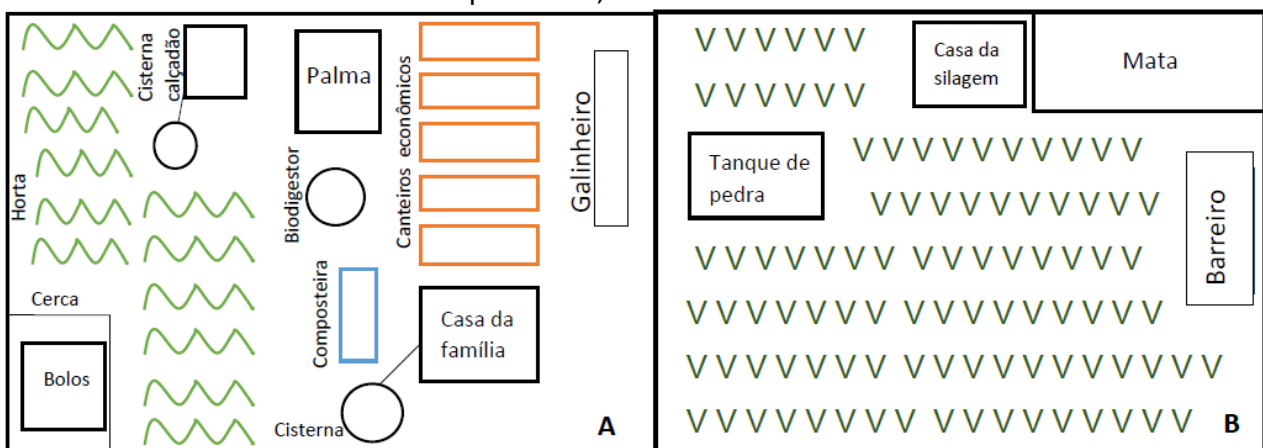 Cisterna
calçadão
Palma
Canteiros econômicos
Galinheiro
Horta
Biodigestor
Composteira
Cerca
Bolos
Casa da
família
Cisterna
A
Casa da
silagem
Mata
Tanque de
pedra
Barreiro
B